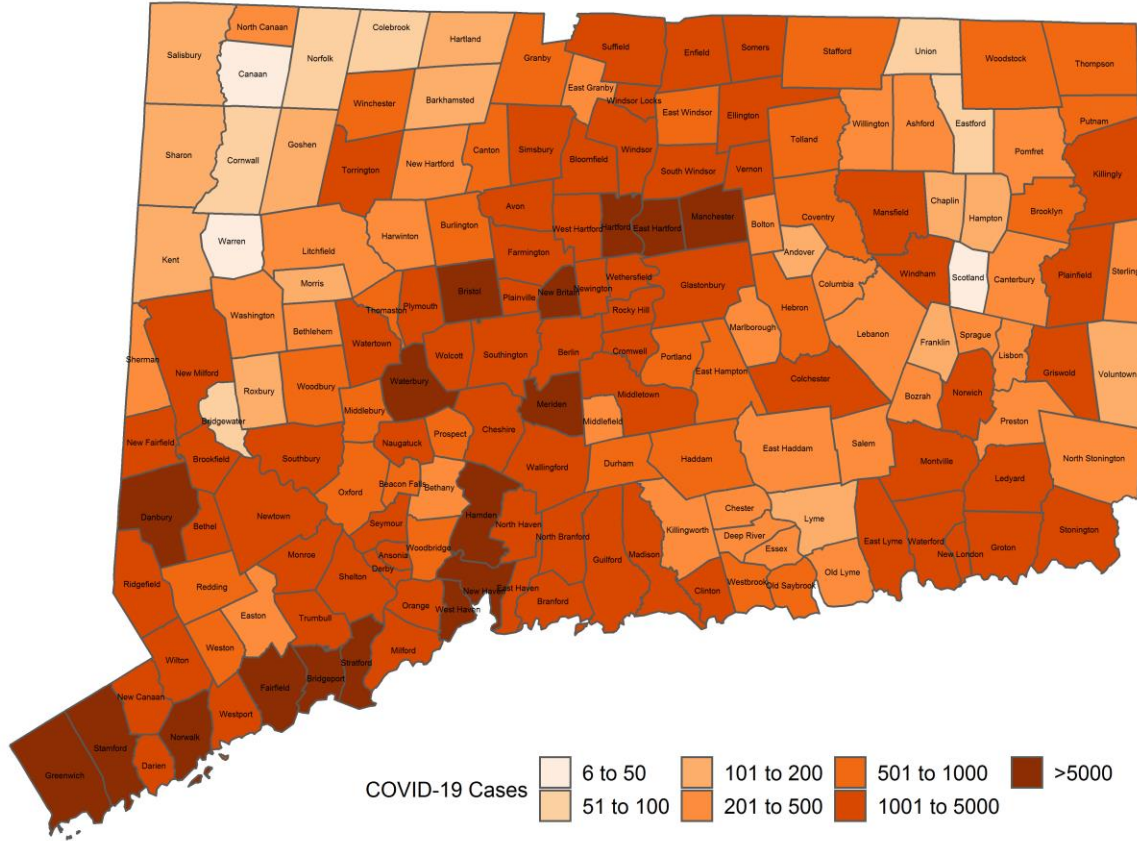 North Canaan
Colebrook
Salisbury
Canaan
Norfolk
Hartland
Granby
Suffield
Enfield
Somers
Stafford
Union
Woodstock
Thompson
East Granby
Windsor Locks
Winchester
Barkhamsted
East Windsor
Ellington
Willington
Ashford
Eastford
Putnam
Sharon
Cornwall
Goshen
Torrington
New Hartford
Canton
Simsbury
Bloomfield
Windsor
South Windsor
Vernon
Tolland
Pomfret
Killingly
Kent
Warren
Litchfield
Harwinton
Burlington
Avon
West Hartford
Hartford
East Hartford
Manchester
Bolton
Coventry
Mansfield
Chaplin
Hampton
Brooklyn
Farmington
Andover
Morris
Washington
Bethlehem
Thomaston
Plymouth
Bristol
Plainville
New Britain
Newington
Wethersfield
Rocky Hill
Glastonbury
Hebron
Columbia
Windham
Scotland
Canterbury
Plainfield
Sterling
Sherman
New Milford
Roxbury
Woodbury
Watertown
Waterbury
Wolcott
Southington
Berlin
Cromwell
Portland
Marlborough
East Hampton
Colchester
Lebanon
Franklin
Sprague
Lisbon
Griswold
Voluntown
Bridgewater
Middlebury
Meriden
Middletown
Middlefield
Bozrah
Norwich
Preston
New Fairfield
Brookfield
Southbury
Naugatuck
Prospect
Cheshire
Wallingford
Durham
Haddam
East Haddam
Salem
Montville
Ledyard
North Stonington
Danbury
Bethel
Newtown
Oxford
Beacon Falls
Bethany
Hamden
North Haven
North Branford
Guilford
Madison
Killingworth
Chester
Deep River
Essex
Lyme
East Lyme
Waterford
New London
Groton
Stonington
Seymour
Woodbridge
Ansonia
Derby
Monroe
Shelton
Ridgefield
Redding
Easton
Trumbull
Orange
West Haven
New Haven
East Haven
Branford
Clinton
Westbrook
Old Saybrook
Old Lyme
Wilton
Weston
Milford
Stratford
Bridgeport
Fairfield
New Canaan
Westport
Norwalk
Darien
Stamford
Greenwich
COVID-19 Cases
6 to 50
101 to 200
501 to 1000
>5000
51 to 100
201 to 500
1001 to 5000